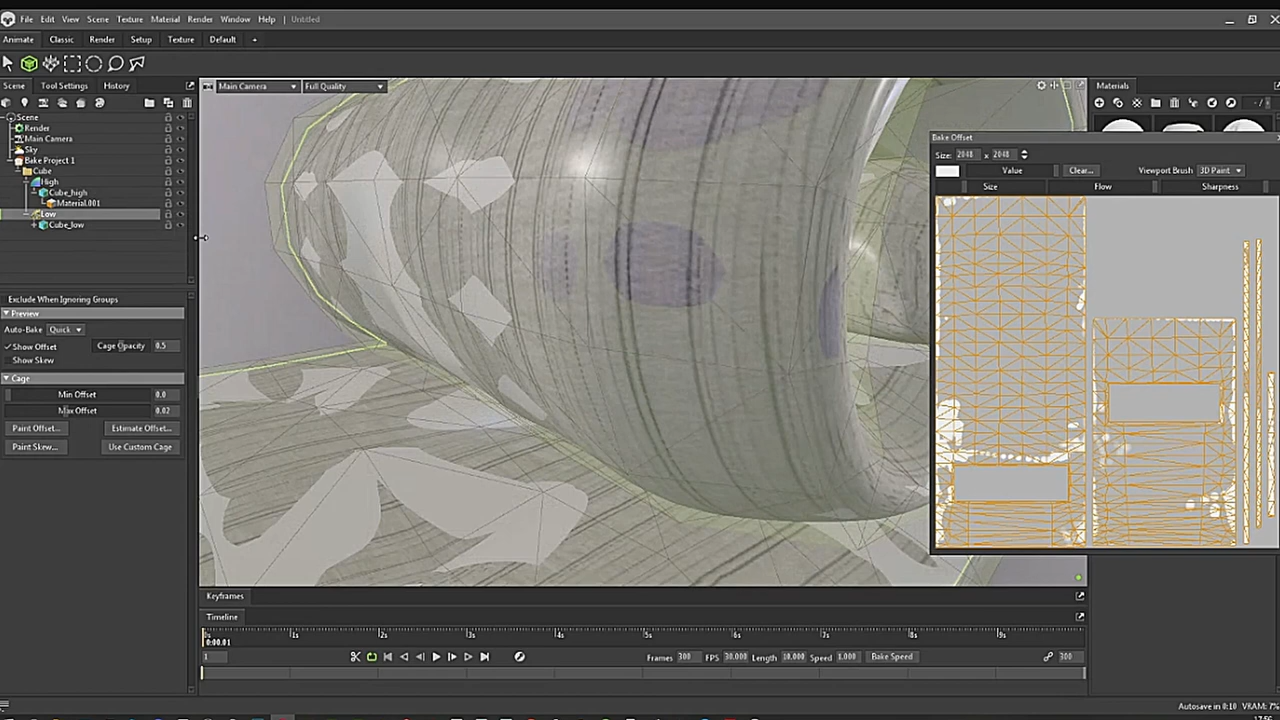 File Edit View Scene Texture Material Render Window Help Untitled
Animate Classic Render Setup Texture Default
Scene Tool Settings History
Main Camera Full Quality
Materials
Scene
Render
Main Camera
Sky
Bake Project 1
Cube
High
Cube_high
Material.001
Low
Cube_low
Bake Offset
Size: 2048 x 2048
Value Clear... Viewport Brush 3D Paint
Size Flow Sharpness
Exclude When Ignoring Groups
Preview
Auto-Bake Quick
Show Offset Cage Opacity 0.5
Show Skew
Cage
Min Offset 0.0
Max Offset 0.02
Paint Offset... Estimate Offset...
Paint Skew... Use Custom Cage
Keyframes
Timeline
0s 1s 2s 3s 4s 5s 6s 7s 8s 9s
0:00.01
1 Frames 300 FPS 30.000 Length 10.000 Speed 1.000 Bake Speed 300
Autosave in 0:10 VRAM: 7%